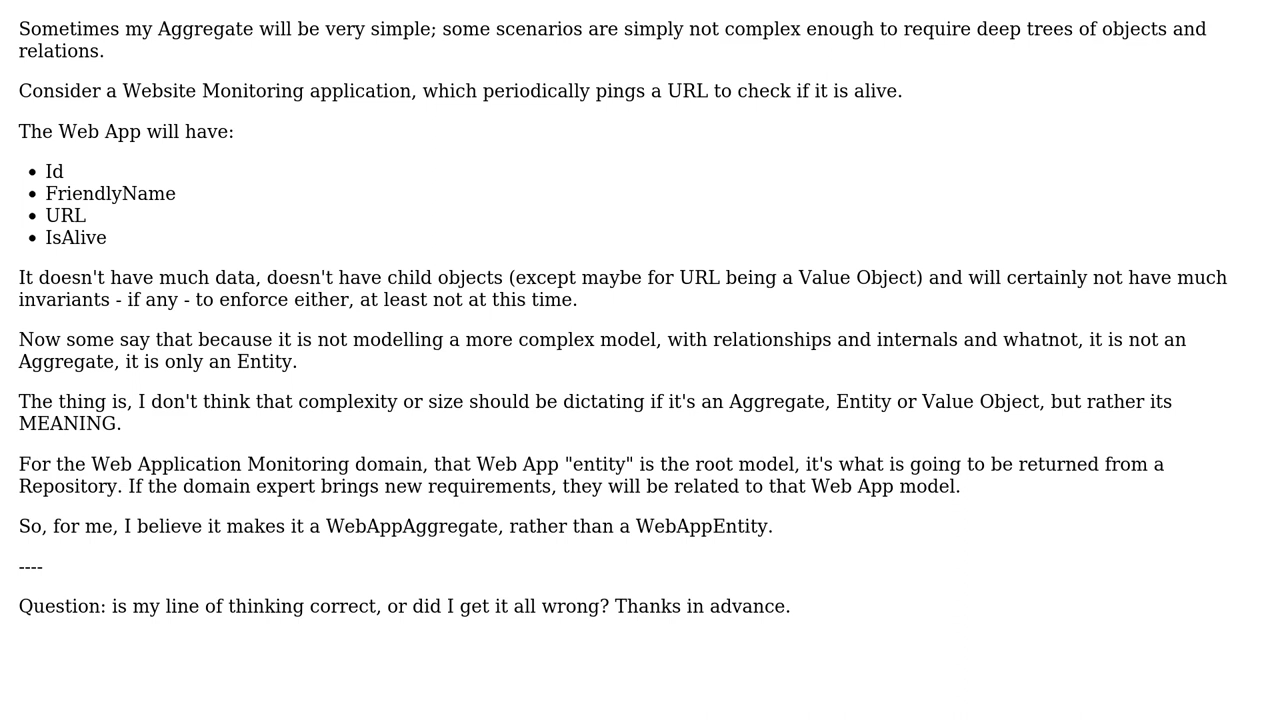 Sometimes my Aggregate will be very simple; some scenarios are simply not complex enough to require deep trees of objects and
relations.
Consider a Website Monitoring application, which periodically pings a URL to check if it is alive.
The Web App will have:
• Id
• FriendlyName
• URL
• IsAlive
It doesn't have much data, doesn't have child objects (except maybe for URL being a Value Object) and will certainly not have much
invariants - if any - to enforce either, at least not at this time.
Now some say that because it is not modelling a more complex model, with relationships and internals and whatnot, it is not an
Aggregate, it is only an Entity.
The thing is, I don't think that complexity or size should be dictating if it's an Aggregate, Entity or Value Object, but rather its
MEANING.
For the Web Application Monitoring domain, that Web App "entity" is the root model, it's what is going to be returned from a
Repository. If the domain expert brings new requirements, they will be related to that Web App model.
So, for me, I believe it makes it a WebAppAggregate, rather than a WebAppEntity.
----
Question: is my line of thinking correct, or did I get it all wrong? Thanks in advance.